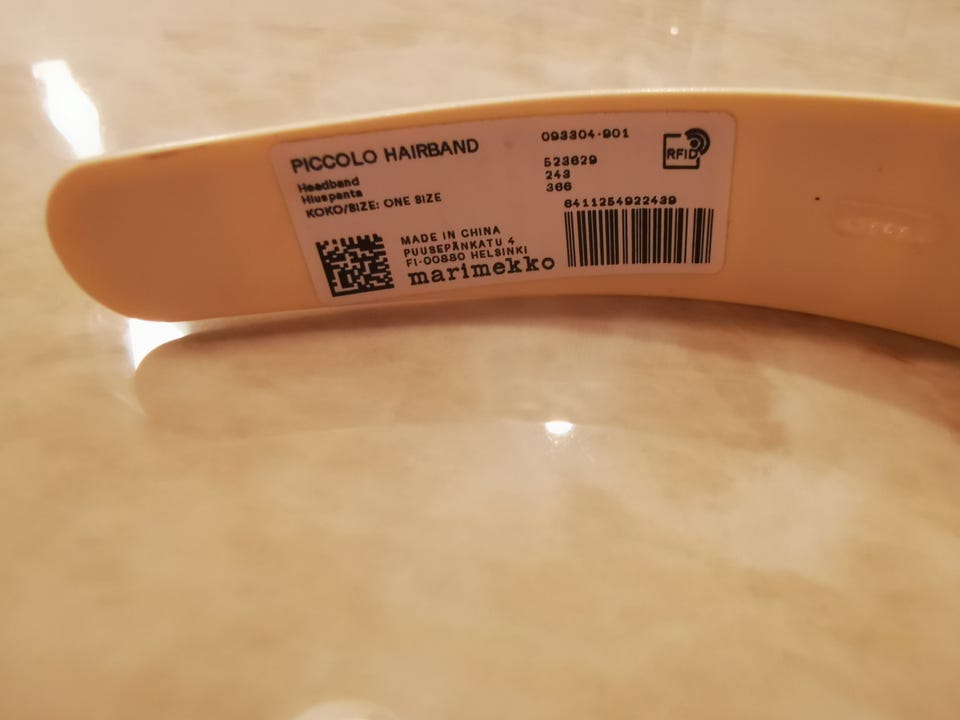 PICCOLO HAIRBAND
Headband
Hiuspanta
KOKO/SIZE: ONE SIZE
MADE IN CHINA
PUUSEPÄNKATU 4
FI-00880 HELSINKI
marimekko
093304-901
523629
243
366
6411254922439
RFID